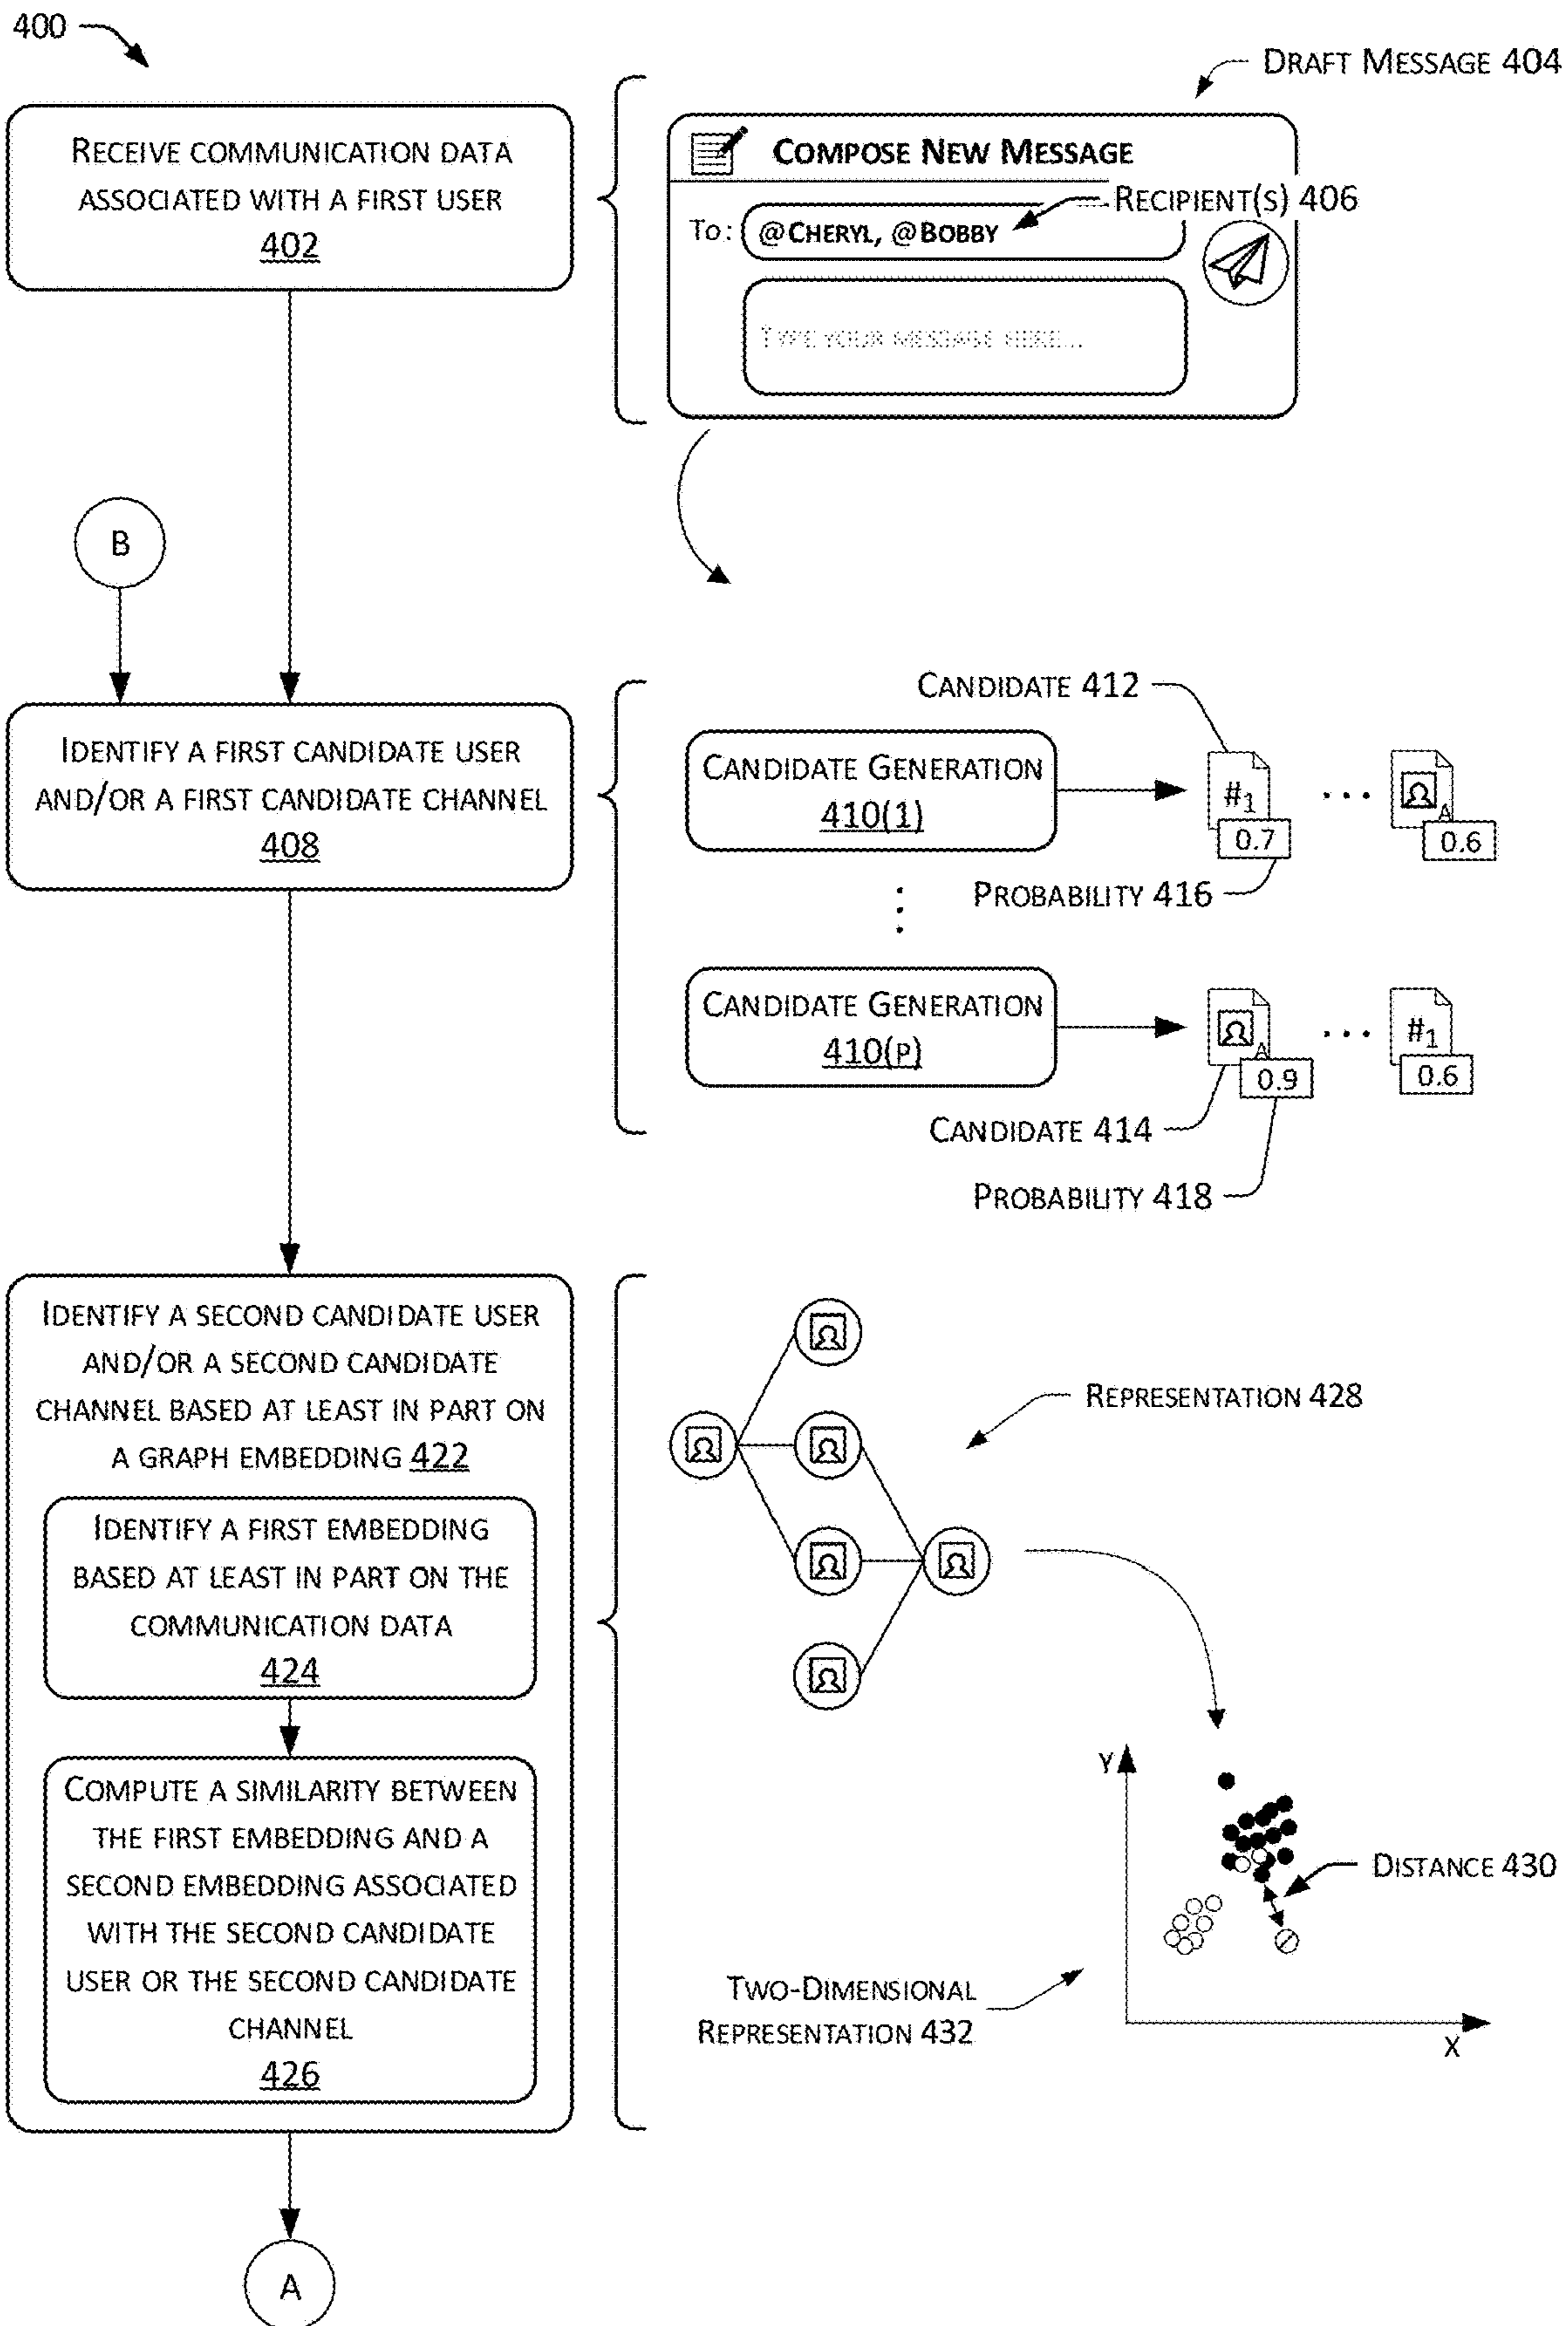 400
DRAFT MESSAGE 404
RECEIVE COMMUNICATION DATA
ASSOCIATED WITH A FIRST USER
402
COMPOSE NEW MESSAGE
RECIPIENT(S) 406
TO: @CHERYL, @BOBBY
TYPE YOUR MESSAGE HERE...
B
IDENTIFY A FIRST CANDIDATE USER
AND/OR A FIRST CANDIDATE CHANNEL
408
CANDIDATE 412
CANDIDATE GENERATION
410(1)
#1
0.7
...
A
0.6
PROBABILITY 416
CANDIDATE GENERATION
410(P)
A
0.9
...
#1
0.6
CANDIDATE 414
PROBABILITY 418
IDENTIFY A SECOND CANDIDATE USER
AND/OR A SECOND CANDIDATE
CHANNEL BASED AT LEAST IN PART ON
A GRAPH EMBEDDING 422
IDENTIFY A FIRST EMBEDDING
BASED AT LEAST IN PART ON THE
COMMUNICATION DATA
424
COMPUTE A SIMILARITY BETWEEN
THE FIRST EMBEDDING AND A
SECOND EMBEDDING ASSOCIATED
WITH THE SECOND CANDIDATE
USER OR THE SECOND CANDIDATE
CHANNEL
426
REPRESENTATION 428
Y
DISTANCE 430
TWO-DIMENSIONAL
REPRESENTATION 432
X
A